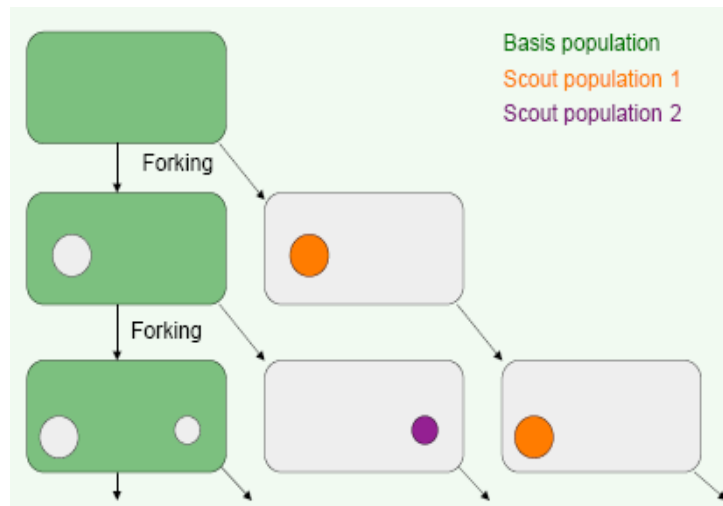 Basis population
Scout population 1
Scout population 2
Forking
Forking